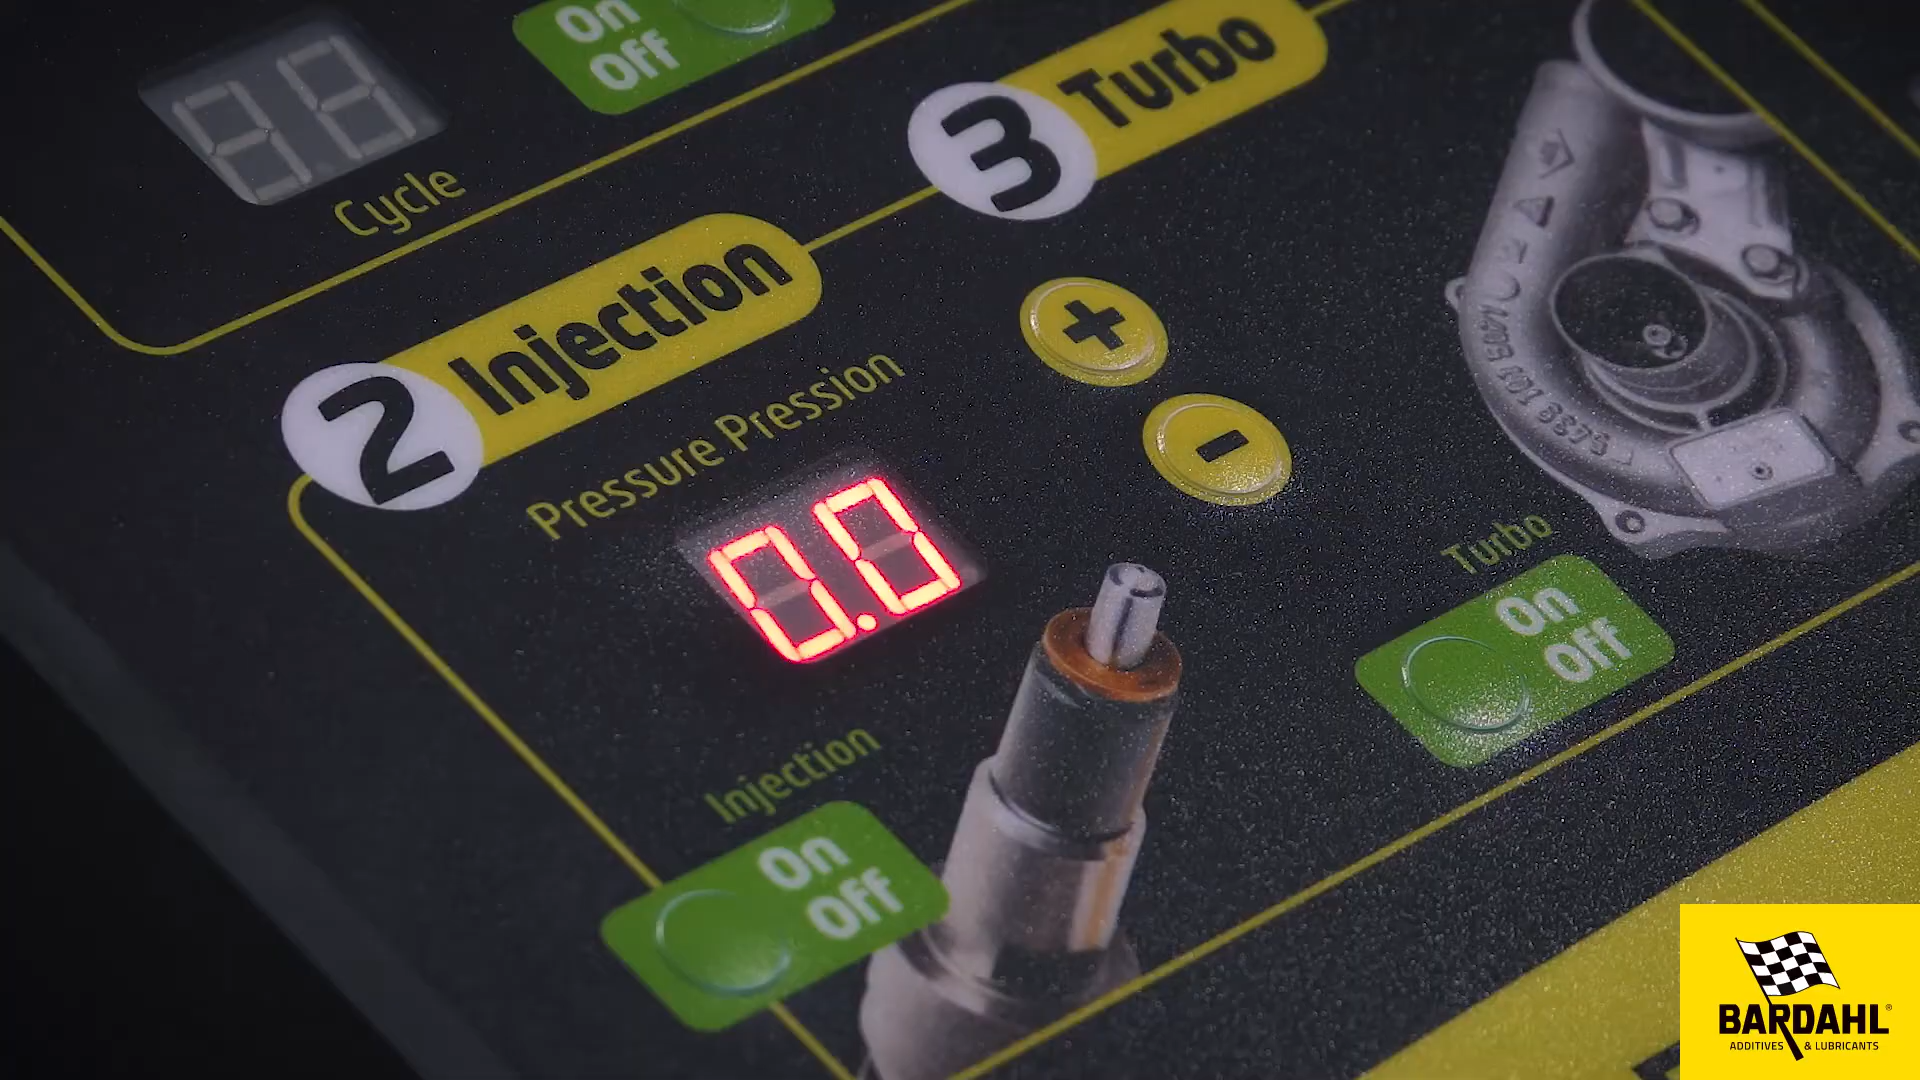 On
Off
Cycle
3 Turbo
2 Injection
+
-
Pressure Pression
0.0
Turbo
On
Off
Injection
On
Off
BARDAHL®
ADDITIVES & LUBRICANTS